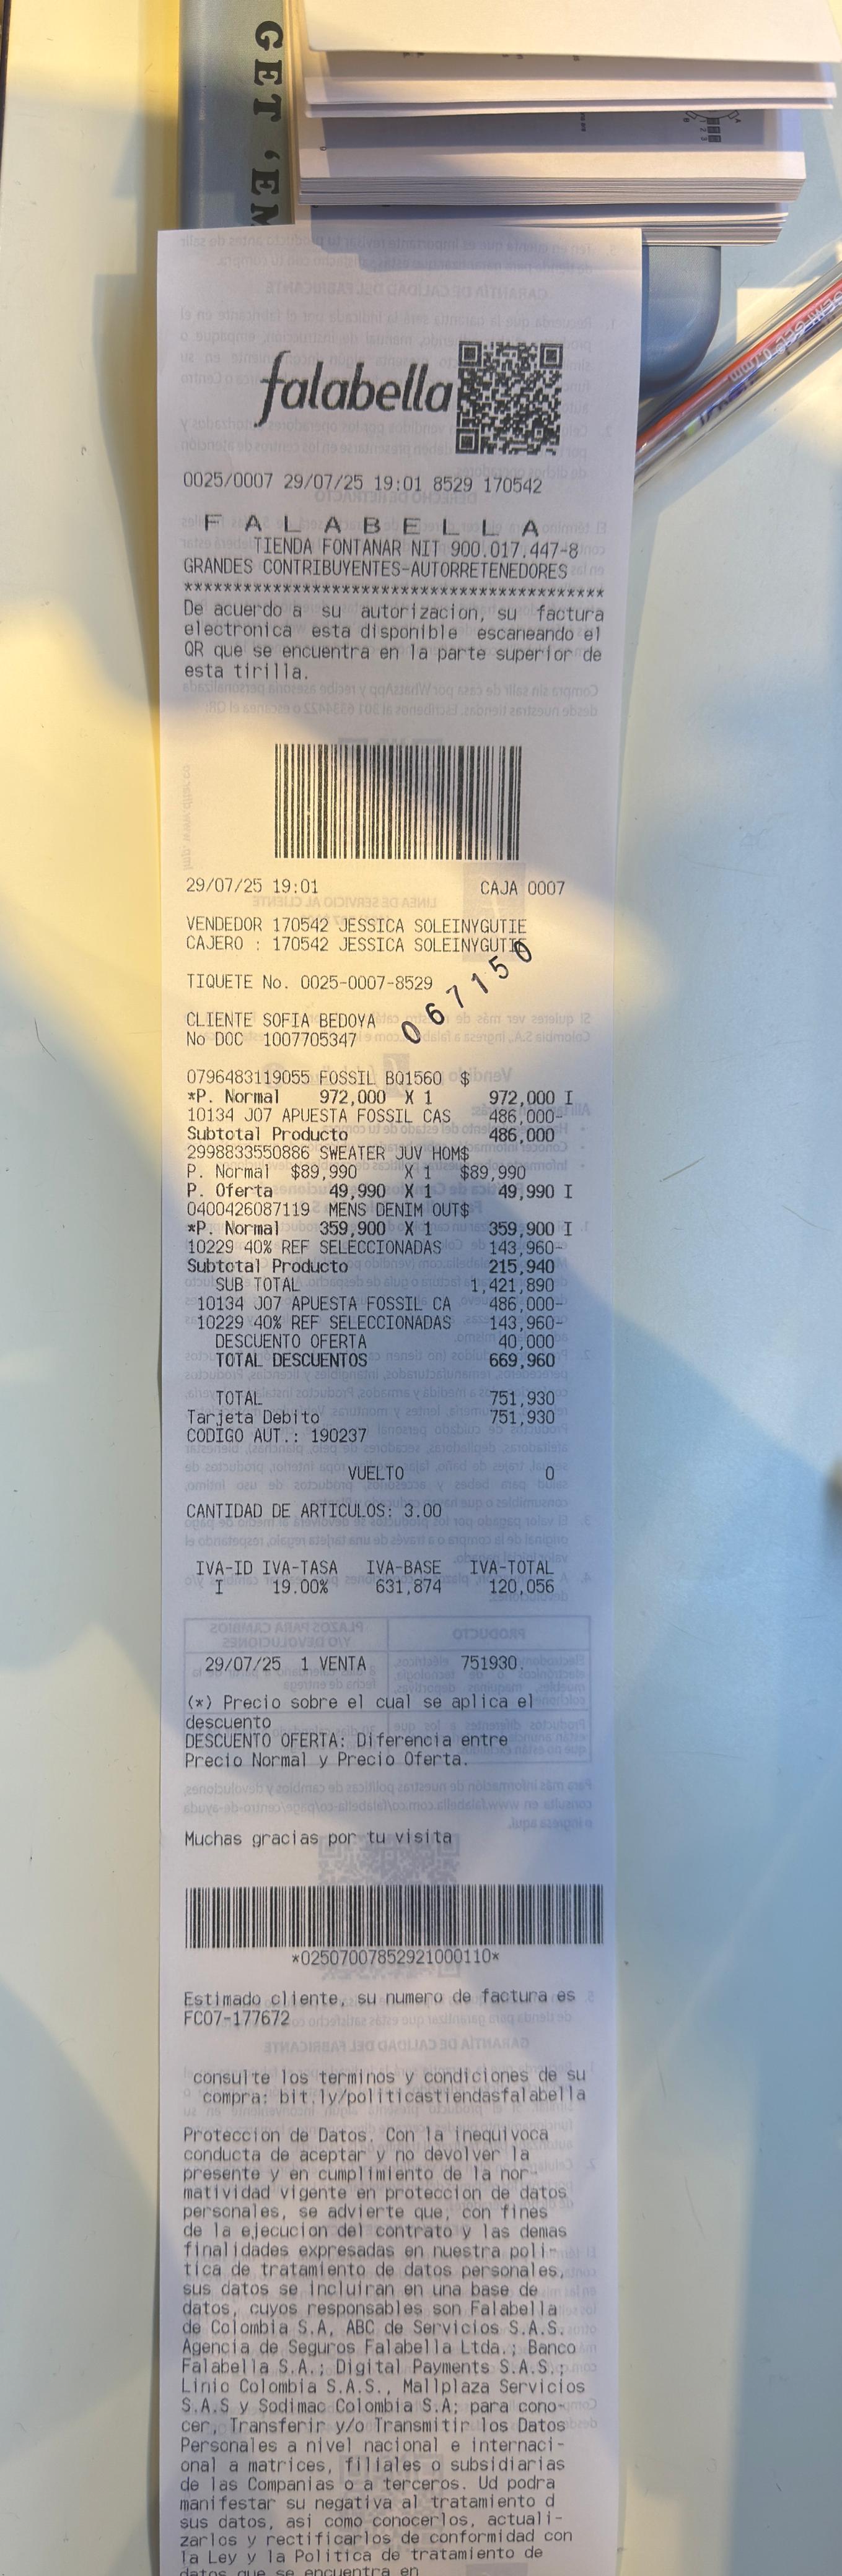 GET 'EM
falabella
0025/0007 29/07/25 19:01 8529 170542
F A L A B E L L A
TIENDA FONTANAR NIT 900.017.447-8
GRANDES CONTRIBUYENTES-AUTORRETENEDORES
******************************************
De acuerdo a su autorizacion, su factura
electronica esta disponible escaneando el
QR que se encuentra en la parte superior de
esta tirilla.
29/07/25 19:01 CAJA 0007
VENDEDOR 170542 JESSICA SOLEINYGUTIE
CAJERO : 170542 JESSICA SOLEINYGUTIE
TIQUETE No. 0025-0007-8529
067150
CLIENTE SOFIA BEDOYA
No DOC 1007705347
0796483119055 FOSSIL BQ1560 $
*P. Normal 972,000 X 1 972,000 I
10134 J07 APUESTA FOSSIL CAS 486,000-
Subtotal Producto 486,000
2998833550886 SWEATER JUV HOM$
P. Normal $89,990 X 1 $89,990
P. Oferta 49,990 X 1 49,990 I
0400426087119 MENS DENIM OUT$
*P. Normal 359,900 X 1 359,900 I
10229 40% REF SELECCIONADAS 143,960-
Subtotal Producto 215,940
SUB TOTAL 1,421,890
10134 J07 APUESTA FOSSIL CA 486,000-
10229 40% REF SELECCIONADAS 143,960-
DESCUENTO OFERTA 40,000
TOTAL DESCUENTOS 669,960
TOTAL 751,930
Tarjeta Debito 751,930
CODIGO AUT.: 190237
VUELTO 0
CANTIDAD DE ARTICULOS: 3.00
IVA-ID IVA-TASA IVA-BASE IVA-TOTAL
I 19.00% 631,874 120,056
29/07/25 1 VENTA 751930.
(*) Precio sobre el cual se aplica el
descuento
DESCUENTO OFERTA: Diferencia entre
Precio Normal y Precio Oferta.
Muchas gracias por tu visita
*02507007852921000110*
Estimado cliente, su numero de factura es
FC07-177672
consulte los terminos y condiciones de su
compra: bit.ly/politicastiendasfalabella
Proteccion de Datos. Con la inequivoca
conducta de aceptar y no devolver la
presente y en cumplimiento de la nor-
matividad vigente en proteccion de datos
personales, se advierte que, con fines
de la ejecucion del contrato y las demas
finalidades expresadas en nuestra poli-
tica de tratamiento de datos personales,
sus datos se incluiran en una base de
datos, cuyos responsables son Falabella
de Colombia S.A, ABC de Servicios S.A.S.
Agencia de Seguros Falabella Ltda.; Banco
Falabella S.A.; Digital Payments S.A.S.;
Linio Colombia S.A.S., Mallplaza Servicios
S.A.S y Sodimac Colombia S.A; para cono-
cer, Transferir y/o Transmitir los Datos
Personales a nivel nacional e internaci-
onal a matrices, filiales o subsidiarias
de las Companias o a terceros. Ud podra
manifestar su negativa al tratamiento d
sus datos, asi como conocerlos, actuali-
zarlos y rectificarlos de conformidad con
la Ley y la Politica de tratamiento de
datos que se encuentra en